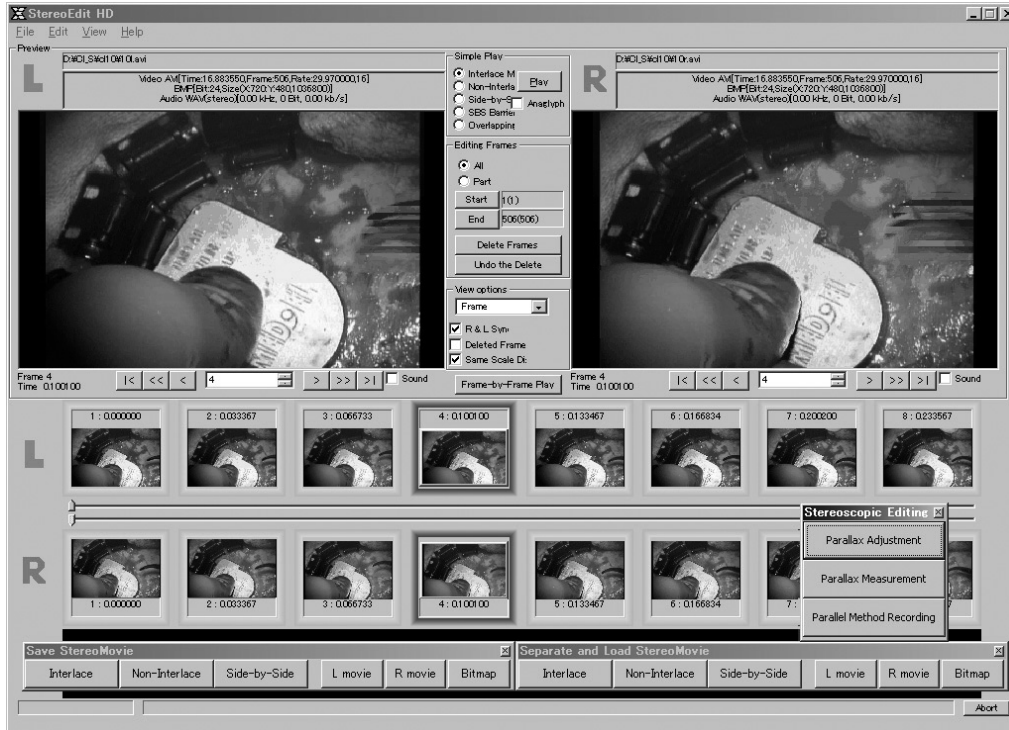 StereoEdit HD
File Edit View Help
Preview
L
D:¥CI_S¥cl10¥10l.avi
Video AVI[Time:16.883550,Frame:506,Rate:29.970000,16]
BMP[Bit:24,Size(X:720,Y:480,1036800)]
Audio WAV(stereo)[0.00 kHz, 0 Bit, 0.00 kb/s]
Simple Play
Interlace M
Non-Interla
Side-by-S
SBS Barrier
Overlapping
Play
Anaglyph
R
D:¥CI_S¥cl10¥10r.avi
Video AVI[Time:16.883550,Frame:506,Rate:29.970000,16]
BMP[Bit:24,Size(X:720,Y:480,1036800)]
Audio WAV(stereo)[0.00 kHz, 0 Bit, 0.00 kb/s]
Editing Frames
All
Part
Start 1(1)
End 506(506)
Delete Frames
Undo the Delete
View options
Frame
R & L Syn
Deleted Frame
Same Scale Di
Frame-by-Frame Play
Frame 4
Time 0.100100
|< << < 4 > >> >| Sound
Frame 4
Time 0.100100
|< << < 4 > >> >| Sound
L
1 : 0.000000 2 : 0.033367 3 : 0.066733 4 : 0.100100 5 : 0.133467 6 : 0.166834 7 : 0.200200 8 : 0.233567
Stereoscopic Editing
Parallax Adjustment
Parallax Measurement
Parallel Method Recording
R
1 : 0.000000 2 : 0.033367 3 : 0.066733 4 : 0.100100 5 : 0.133467 6 : 0.166834 7 :
Save StereoMovie
Interlace Non-Interlace Side-by-Side L movie R movie Bitmap
Separate and Load StereoMovie
Interlace Non-Interlace Side-by-Side L movie R movie Bitmap
Abort